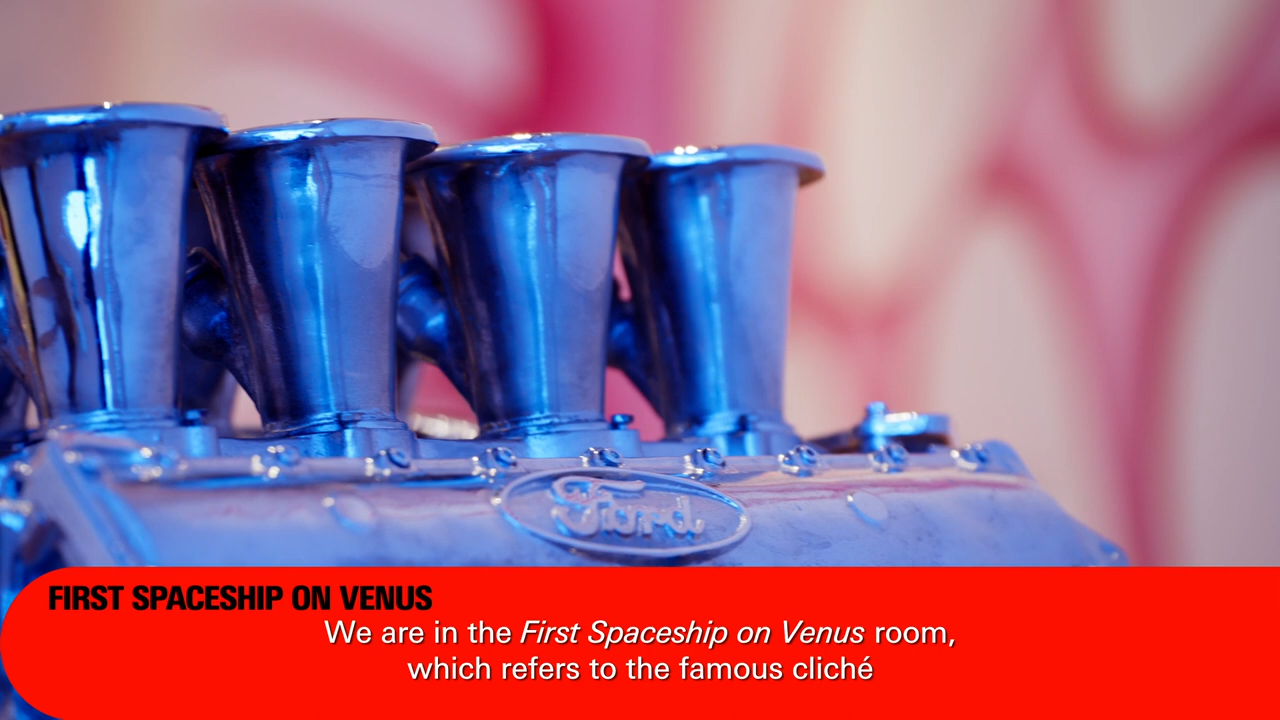 Ford
FIRST SPACESHIP ON VENUS
We are in the First Spaceship on Venus room,
which refers to the famous cliché